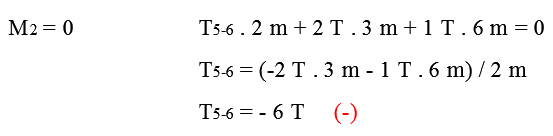 M2 = 0 T5-6 . 2 m + 2 T . 3 m + 1 T . 6 m = 0
T5-6 = (-2 T . 3 m - 1 T . 6 m) / 2 m
T5-6 = - 6 T (-)